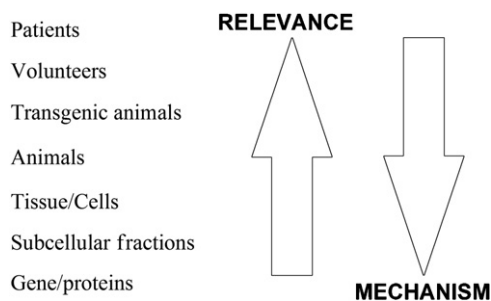 Patients
Volunteers
Transgenic animals
Animals
Tissue/Cells
Subcellular fractions
Gene/proteins
RELEVANCE
MECHANISM